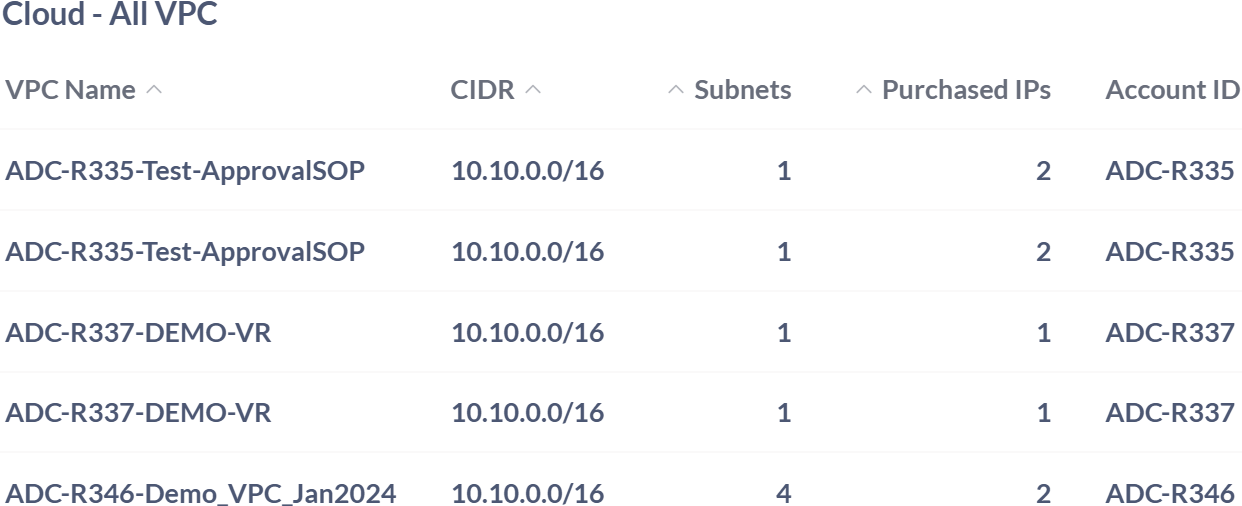 Cloud - All VPC
VPC Name CIDR Subnets Purchased IPs Account ID
ADC-R335-Test-ApprovalSOP 10.10.0.0/16 1 2 ADC-R335
ADC-R335-Test-ApprovalSOP 10.10.0.0/16 1 2 ADC-R335
ADC-R337-DEMO-VR 10.10.0.0/16 1 1 ADC-R337
ADC-R337-DEMO-VR 10.10.0.0/16 1 1 ADC-R337
ADC-R346-Demo_VPC_Jan2024 10.10.0.0/16 4 2 ADC-R346